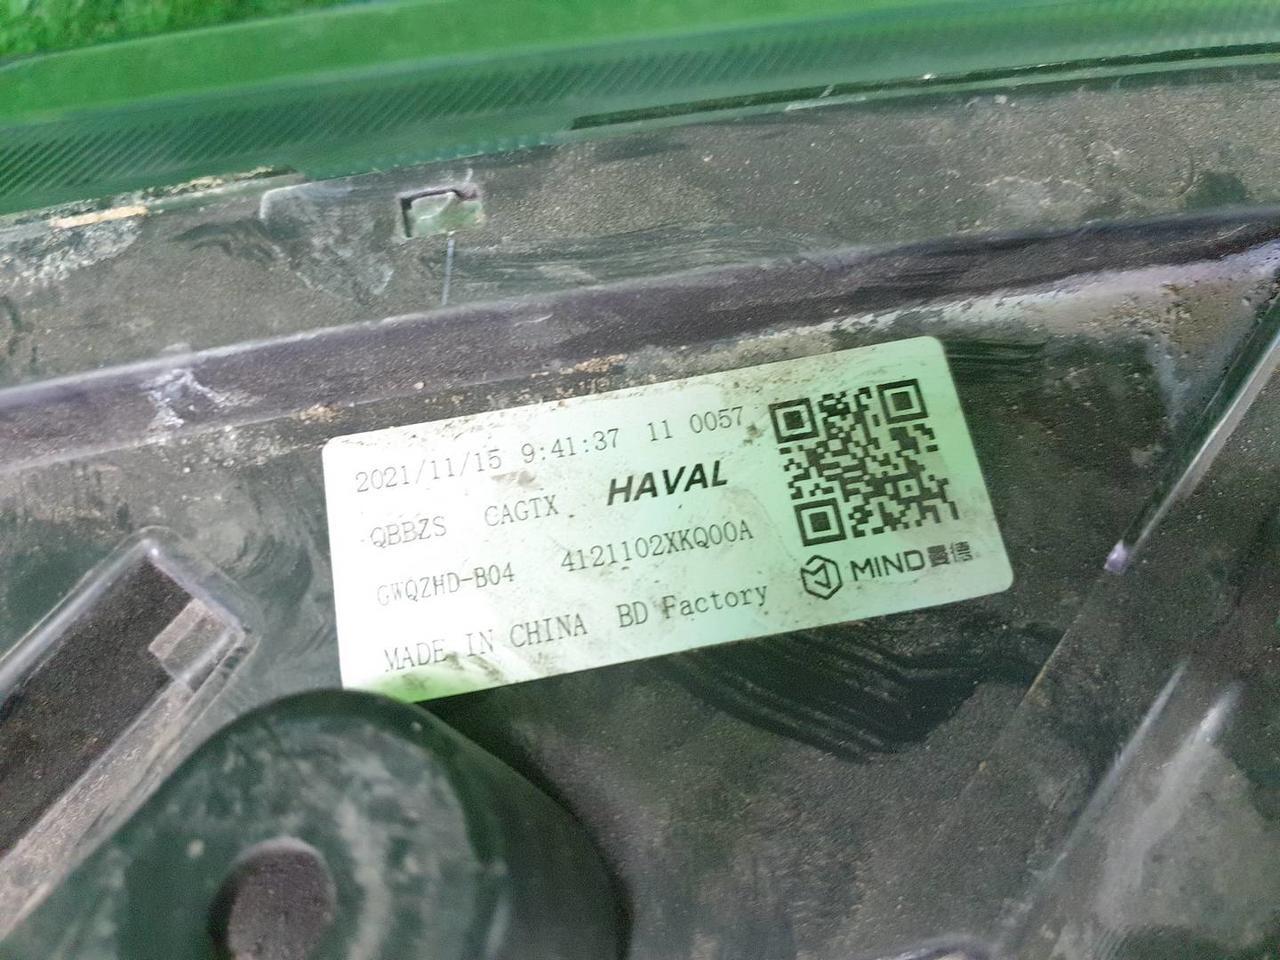 2021/11/15 9:41:37 11 0057
QBBZS CAGTX HAVAL
GWQZHD-B04 4121102XKQ00A
MADE IN CHINA BD Factory
MIND曼德